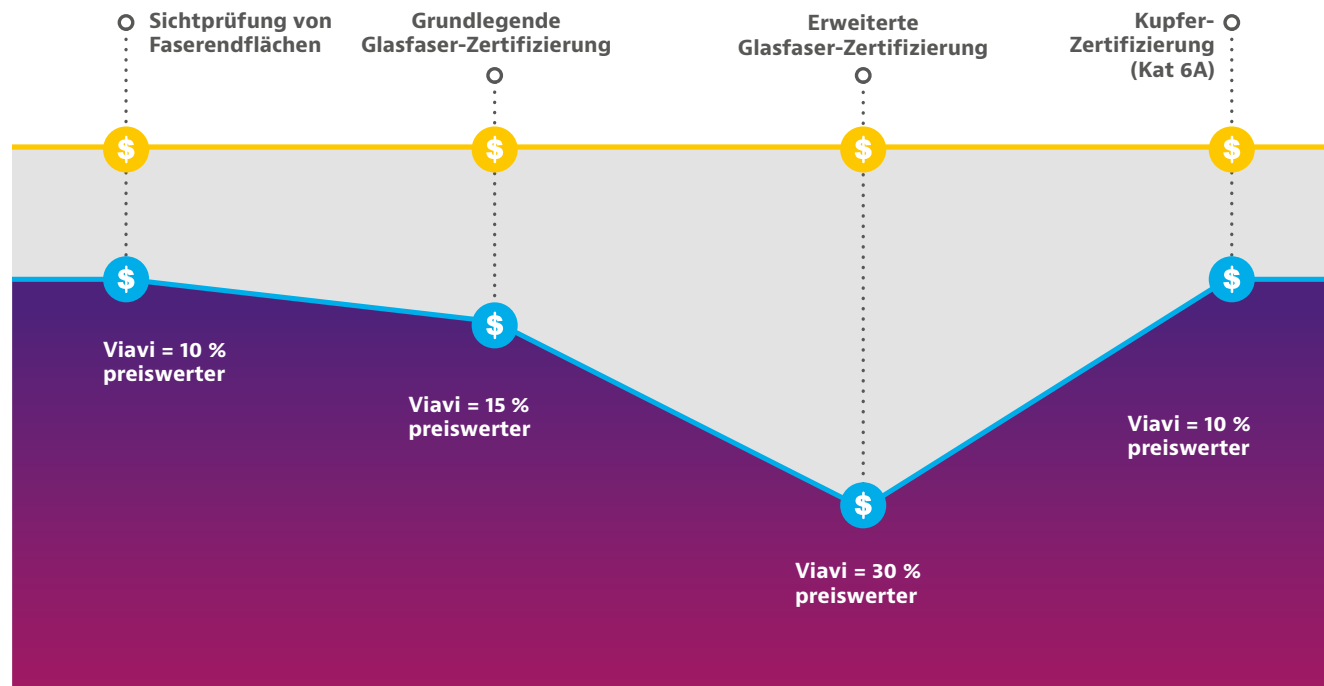 Sichtprüfung von
Faserendflächen
Grundlegende
Glasfaser-Zertifizierung
Erweiterte
Glasfaser-Zertifizierung
Kupfer-
Zertifizierung
(Kat 6A)
$
$
$
$
$
$
$
$
Viavi = 10 %
preiswerter
Viavi = 15 %
preiswerter
Viavi = 30 %
preiswerter
Viavi = 10 %
preiswerter